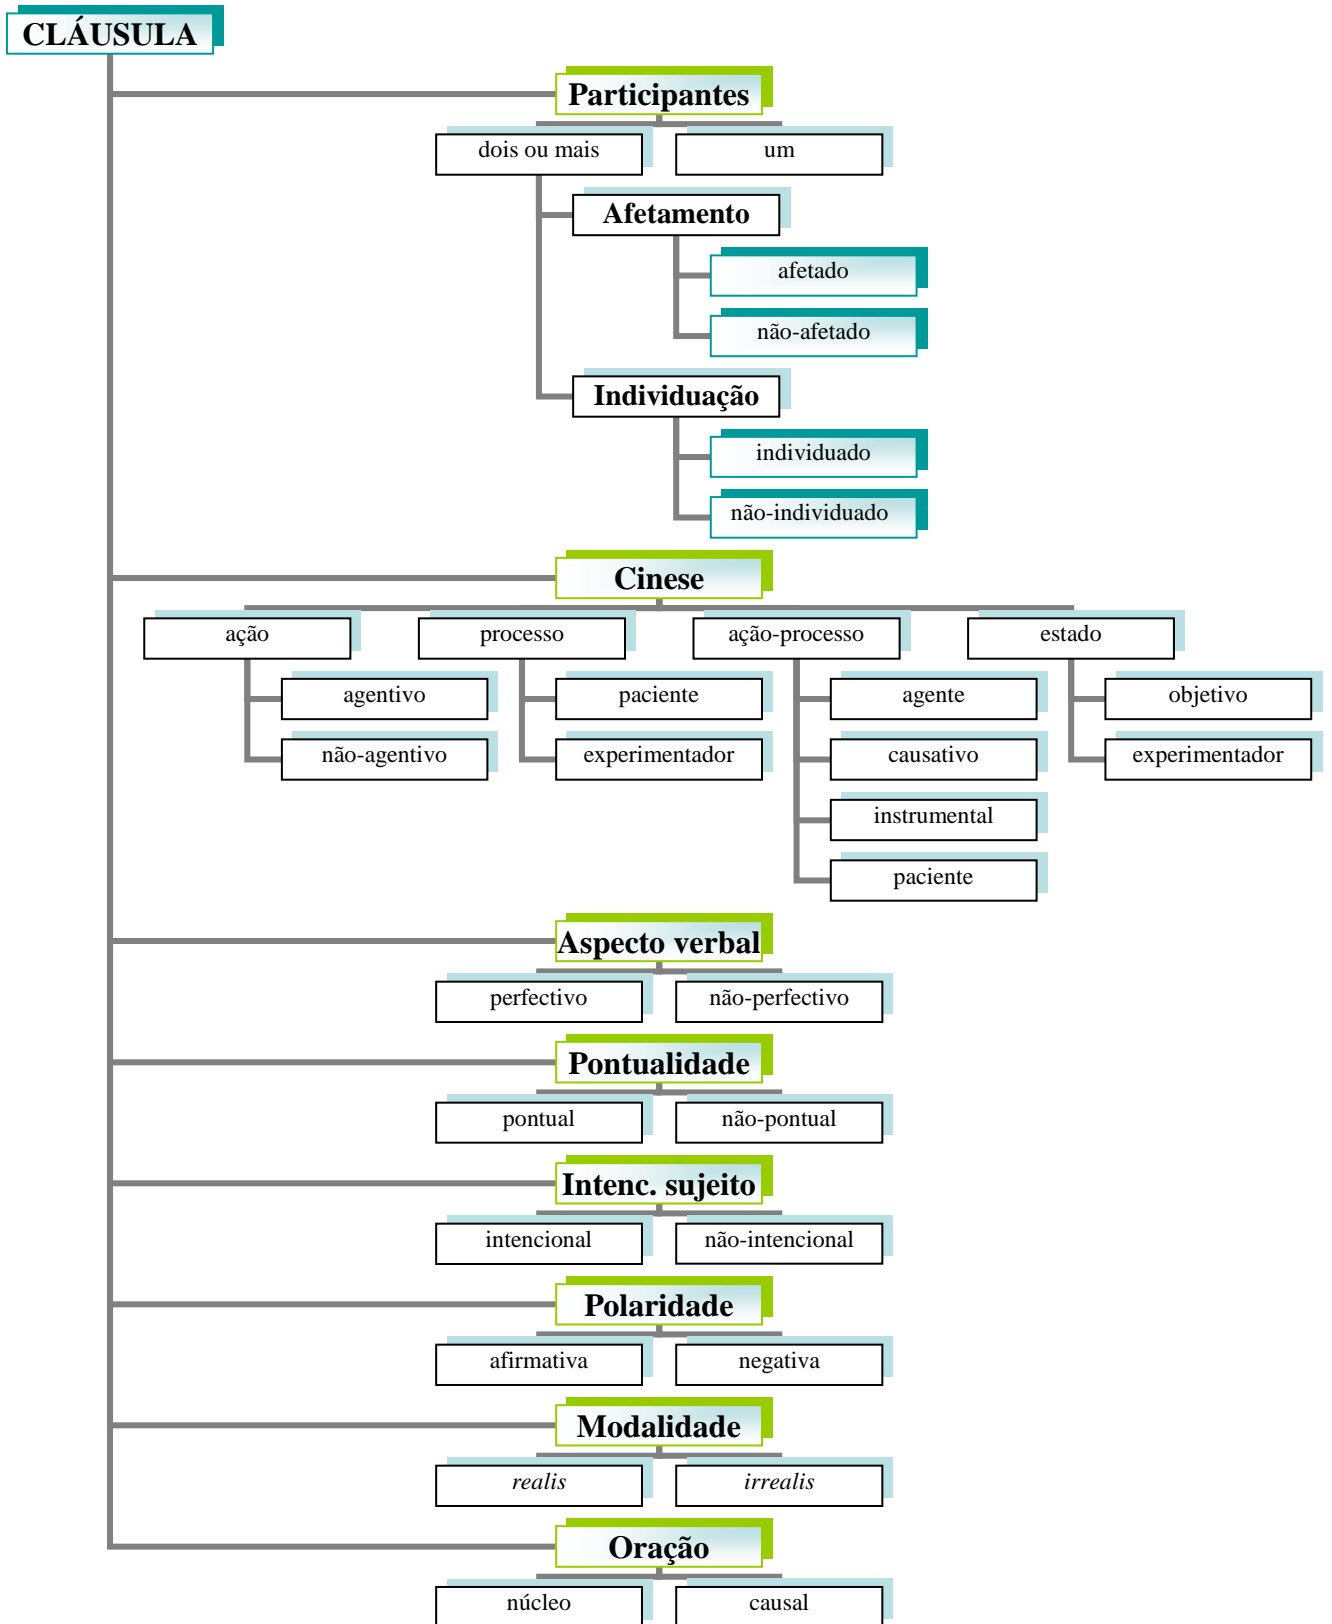 CLÁUSULA
Participantes
dois ou mais
um
Afetamento
afetado
não-afetado
Individuação
individuado
não-individuado
Cinese
ação
processo
ação-processo
estado
agentivo
paciente
agente
objetivo
não-agentivo
experimentador
causativo
experimentador
instrumental
paciente
Aspecto verbal
perfectivo
não-perfectivo
Pontualidade
pontual
não-pontual
Intenc. sujeito
intencional
não-intencional
Polaridade
afirmativa
negativa
Modalidade
realis
irrealis
Oração
núcleo
causal